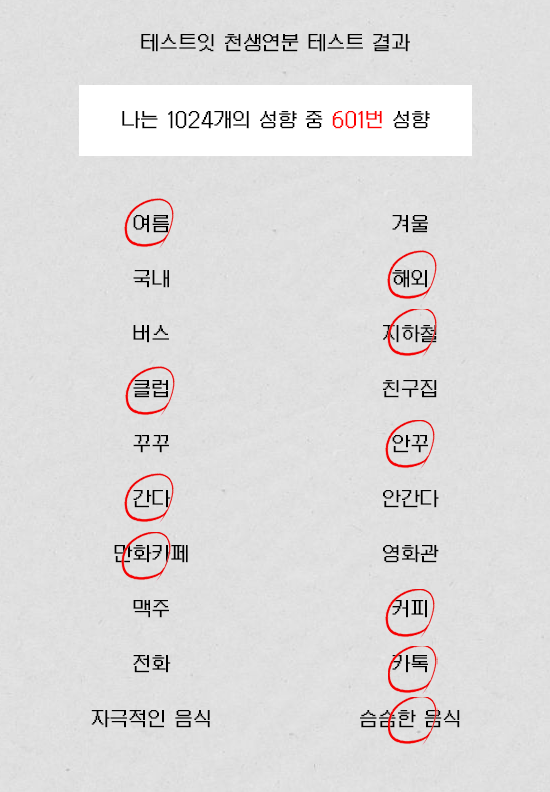 테스트잇 천생연분 테스트 결과
나는 1024개의 성향 중 601번 성향
여름 겨울
국내 해외
버스 지하철
클럽 친구집
꾸꾸 안꾸
간다 안간다
만화카페 영화관
맥주 커피
전화 카톡
자극적인 음식 슴슴한 음식